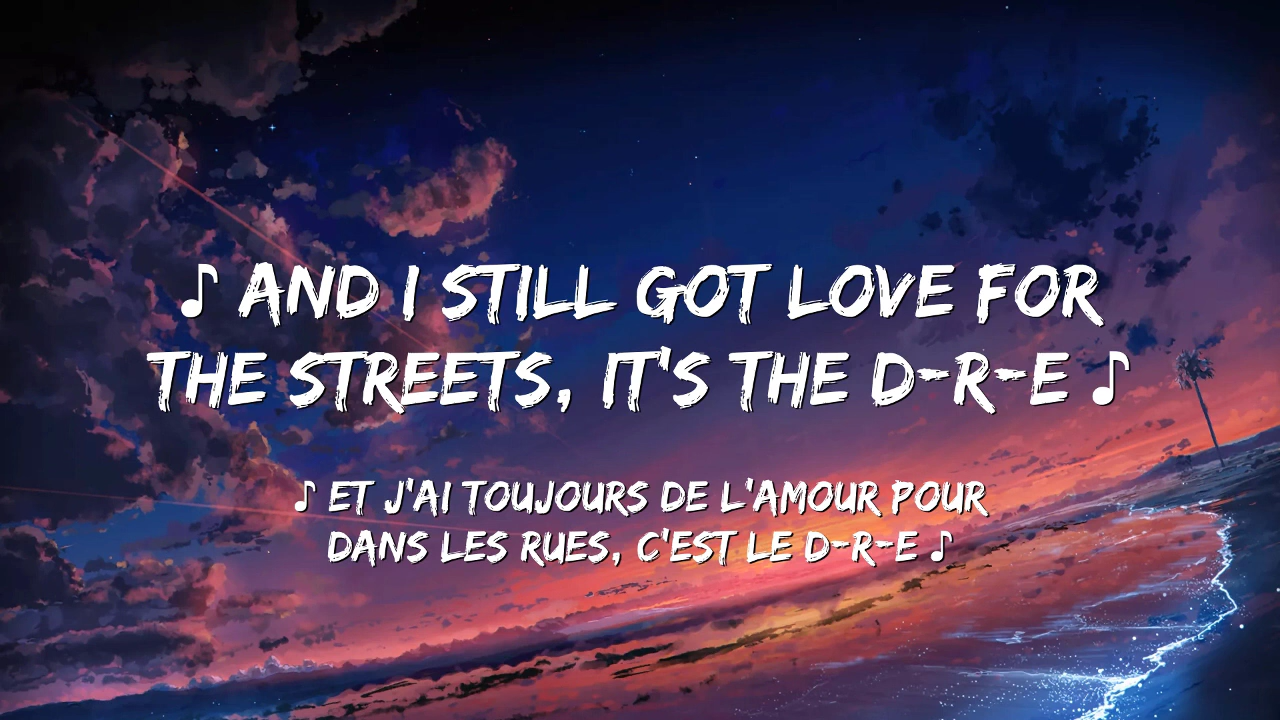 ♪ AND I STILL GOT LOVE FOR
THE STREETS, IT'S THE D-R-E ♪
♪ ET J'AI TOUJOURS DE L'AMOUR POUR
DANS LES RUES, C'EST LE D-R-E ♪